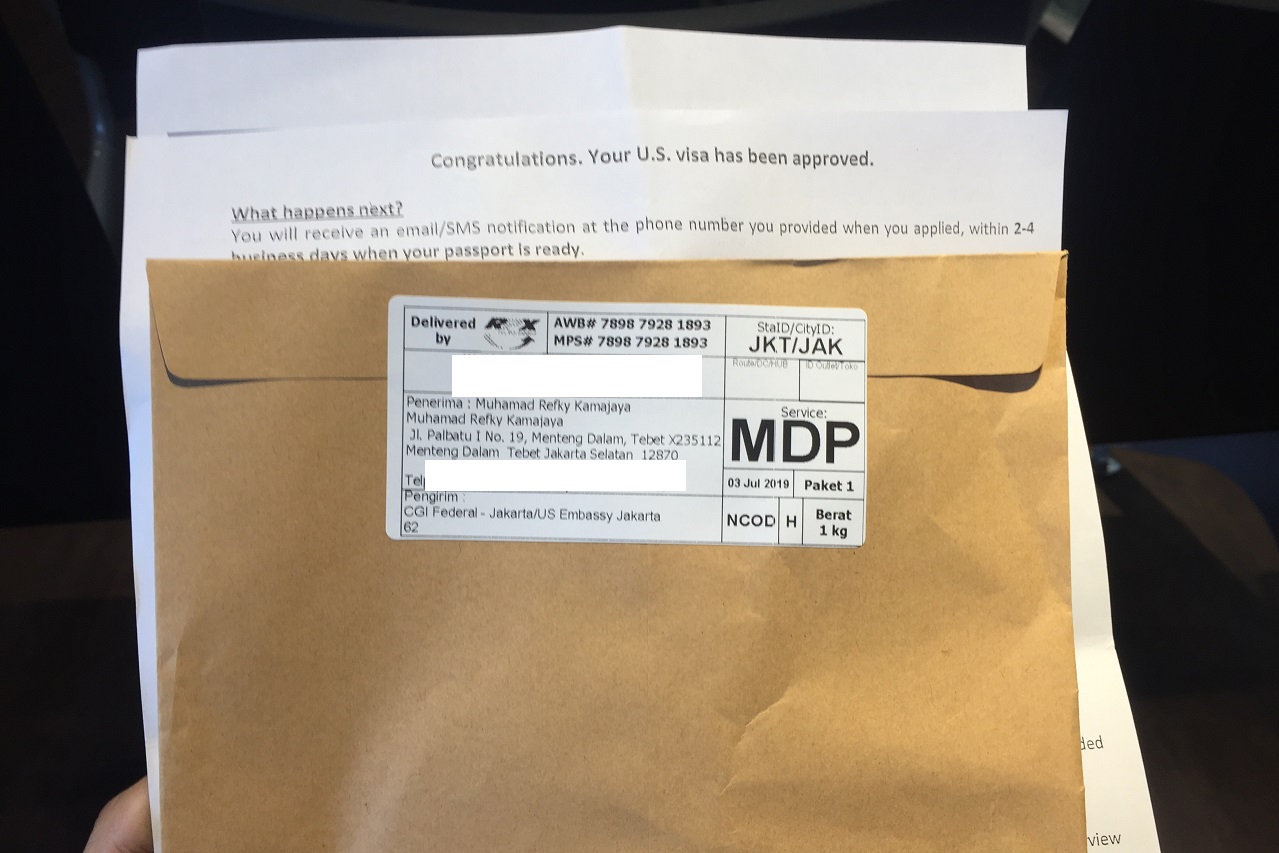 Congratulations. Your U.S. visa has been approved.
What happens next?
You will receive an email/SMS notification at the phone number you provided when you applied, within 2-4
business days when your passport is ready.
Delivered
by
RPX
AWB# 7898 7928 1893
MPS# 7898 7928 1893
StaID/CityID:
JKT/JAK
Route/DC/HUB
ID Outlet/Toko
Penerima : Muhamad Refky Kamajaya
Muhamad Refky Kamajaya
Jl. Palbatu I No. 19, Menteng Dalam, Tebet X235112
Menteng Dalam Tebet Jakarta Selatan 12870
Telp
Service:
MDP
03 Jul 2019
Paket 1
Pengirim :
CGI Federal - Jakarta/US Embassy Jakarta
62
NCOD
H
Berat
1 kg